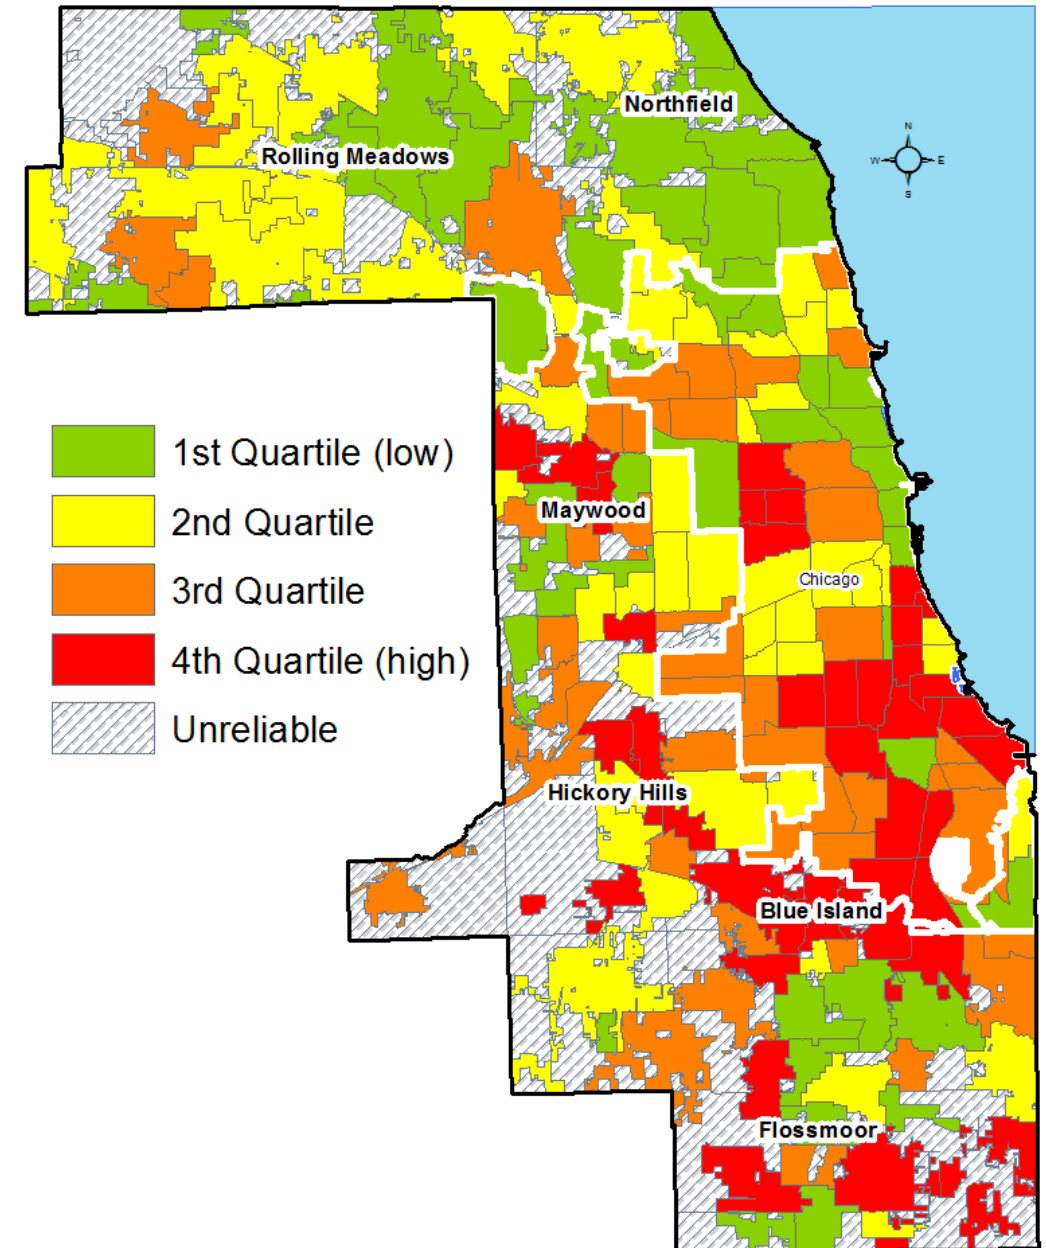 Northfield
N
W
E
S
Rolling Meadows
1st Quartile (low)
2nd Quartile
3rd Quartile
4th Quartile (high)
Unreliable
Maywood
Chicago
Hickory Hills
Blue Island
Flossmoor